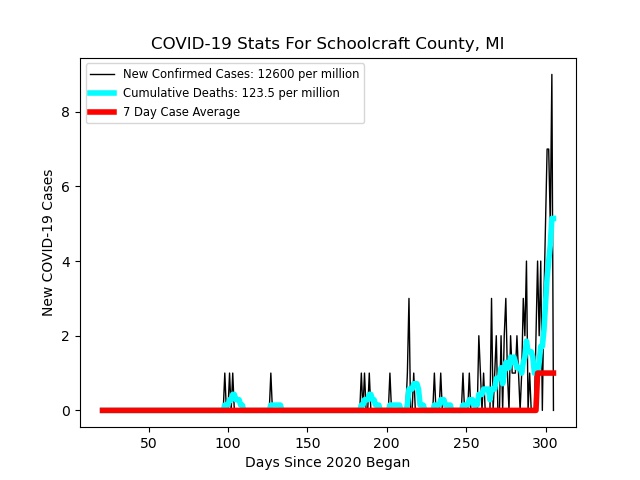 COVID-19 Stats For Schoolcraft County, MI
New Confirmed Cases: 12600 per million
Cumulative Deaths: 123.5 per million
7 Day Case Average
New COVID-19 Cases
8
6
4
2
0
50 100 150 200 250 300
Days Since 2020 Began